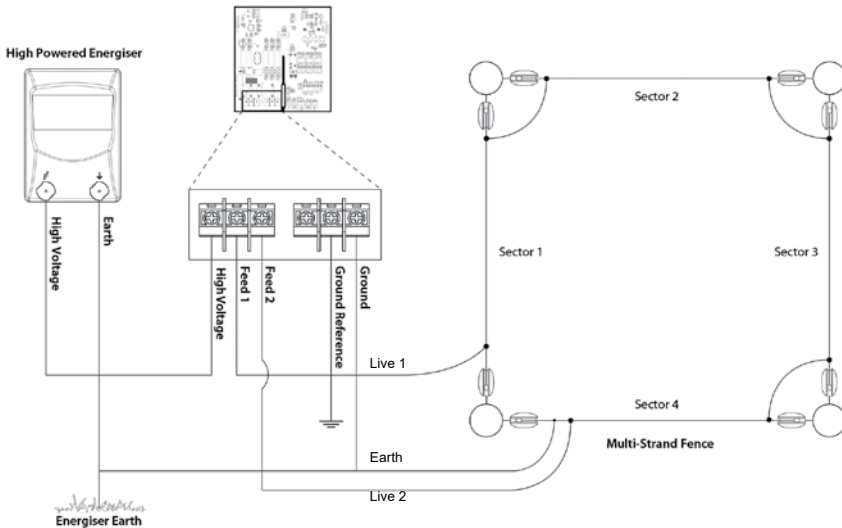 High Powered Energiser
High Voltage
Earth
High Voltage
Feed 1
Feed 2
Ground Reference
Ground
Live 1
Earth
Live 2
Energiser Earth
Sector 2
Sector 1
Sector 3
Sector 4
Multi-Strand Fence